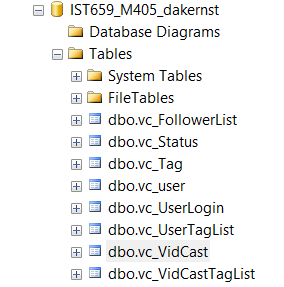 IST659_M405_dakernst
Database Diagrams
Tables
System Tables
FileTables
dbo.vc_FollowerList
dbo.vc_Status
dbo.vc_Tag
dbo.vc_user
dbo.vc_UserLogin
dbo.vc_UserTagList
dbo.vc_VidCast
dbo.vc_VidCastTagList